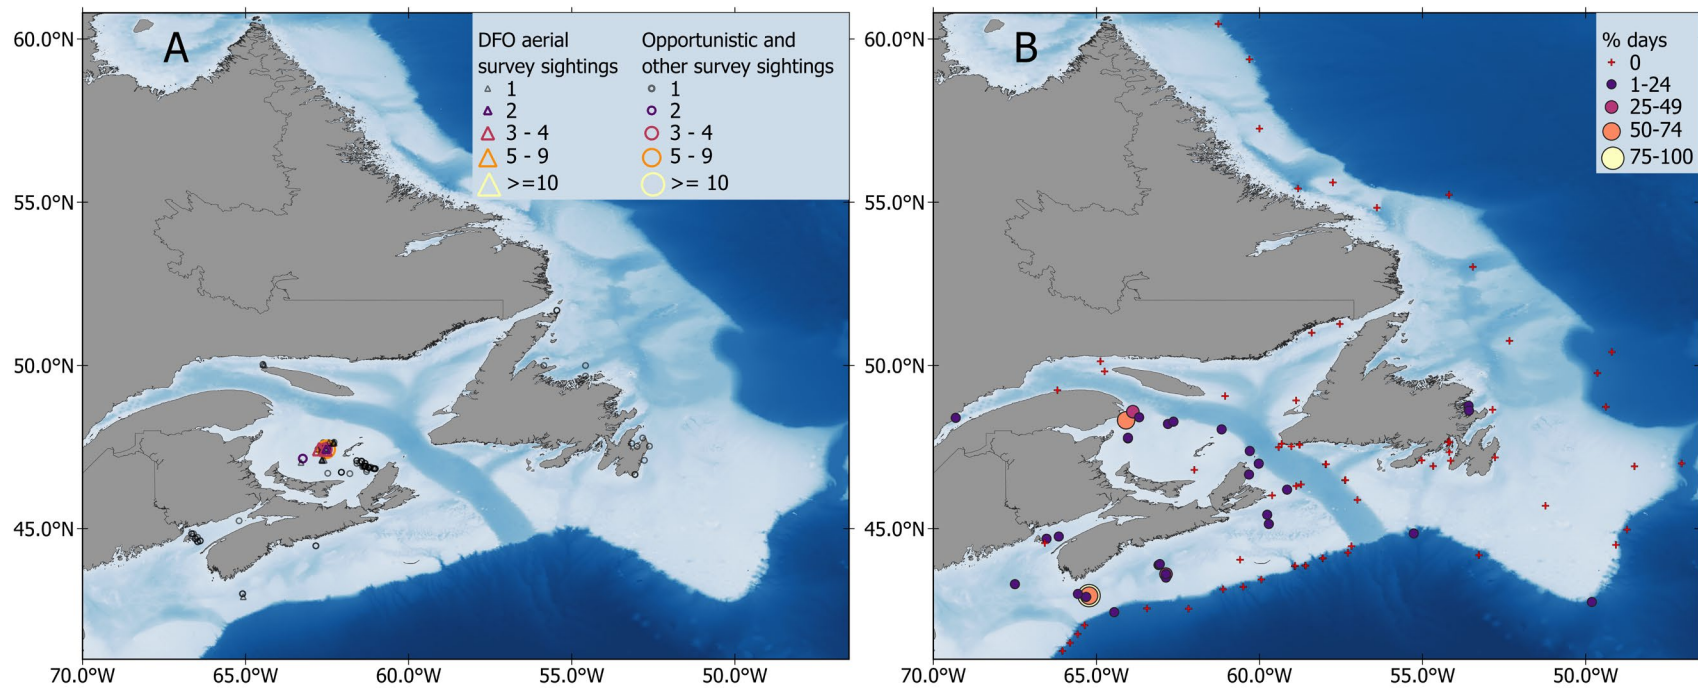 A
DFO aerial
survey sightings
1
2
3 - 4
5 - 9
>=10
Opportunistic and
other survey sightings
1
2
3 - 4
5 - 9
>= 10
60.0°N
55.0°N
50.0°N
45.0°N
70.0°W
65.0°W
60.0°W
55.0°W
50.0°W
B
% days
0
1-24
25-49
50-74
75-100
60.0°N
55.0°N
50.0°N
45.0°N
70.0°W
65.0°W
60.0°W
55.0°W
50.0°W